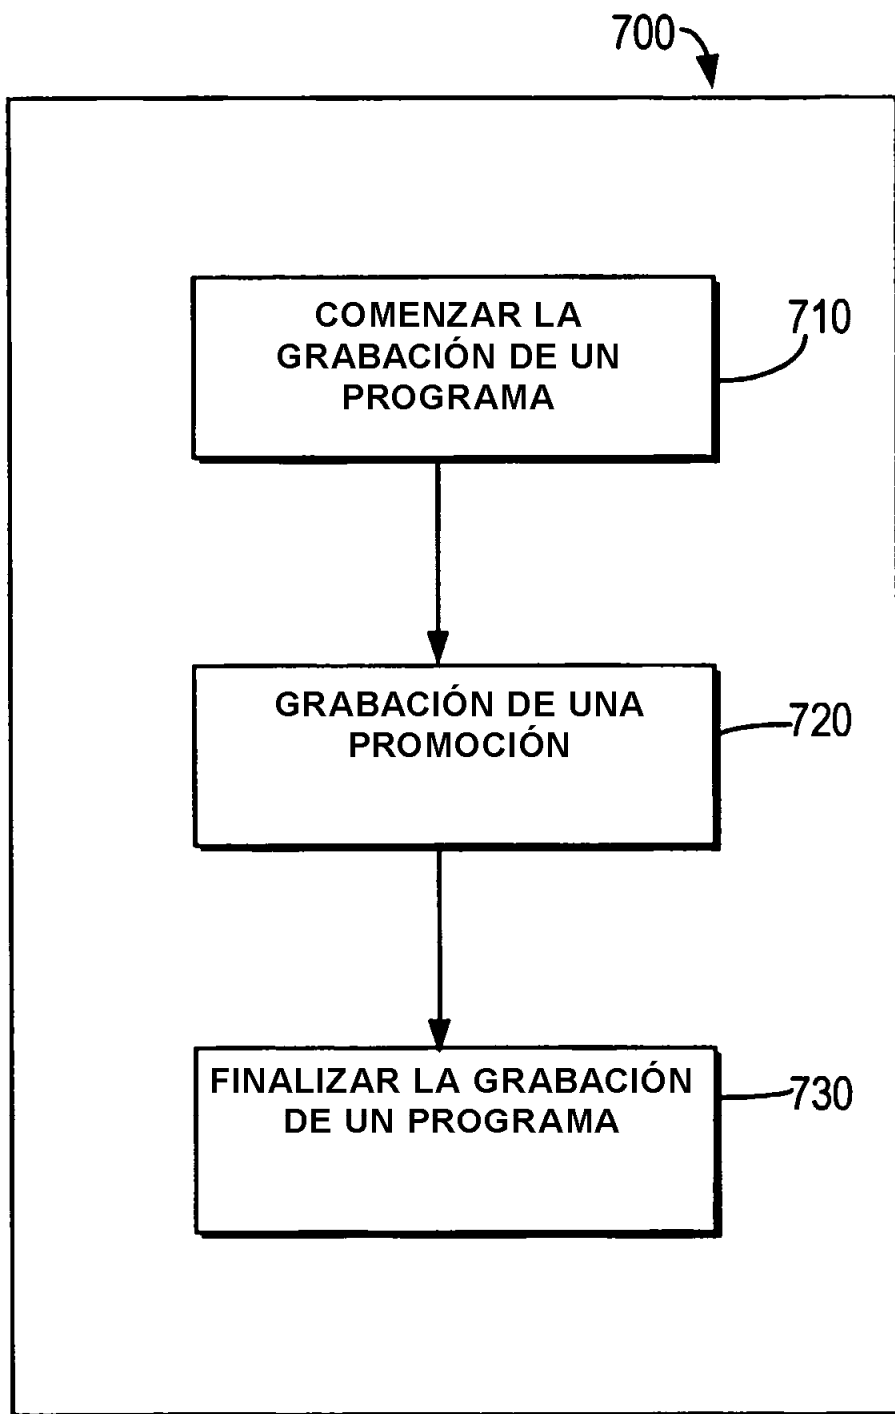 700
COMENZAR LA
GRABACIÓN DE UN
PROGRAMA
710
GRABACIÓN DE UNA
PROMOCIÓN
720
FINALIZAR LA GRABACIÓN
DE UN PROGRAMA
730